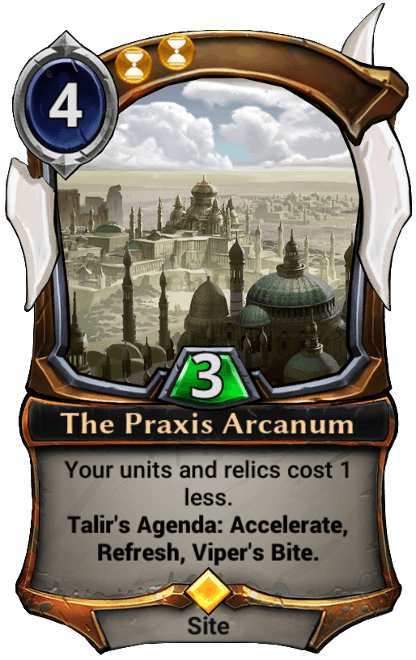 4
3
The Praxis Arcanum
Your units and relics cost 1
less.
Talir's Agenda: Accelerate,
Refresh, Viper's Bite.
Site